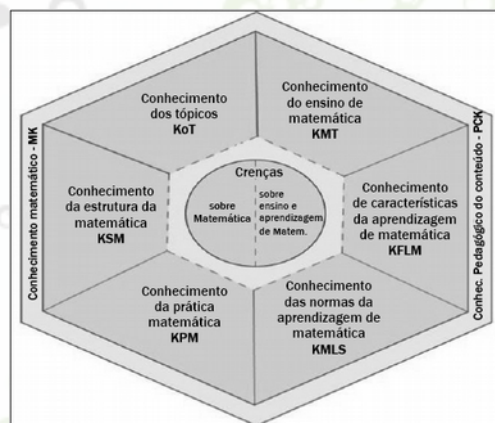 Conhecimento matemático - MK
Conhecimento
dos tópicos
KoT
Conhecimento
do ensino de
matemática
KMT
Conhecimento
da estrutura da
matemática
KSM
Crenças
sobre
Matemática
sobre
ensino e
aprendizagem
de Matem.
Conhecimento
de características
da aprendizagem
de matemática
KFLM
Conhecimento
da prática
matemática
KPM
Conhecimento
das normas da
aprendizagem de
matemática
KMLS
Conhec. Pedagógico do conteúdo - PCK